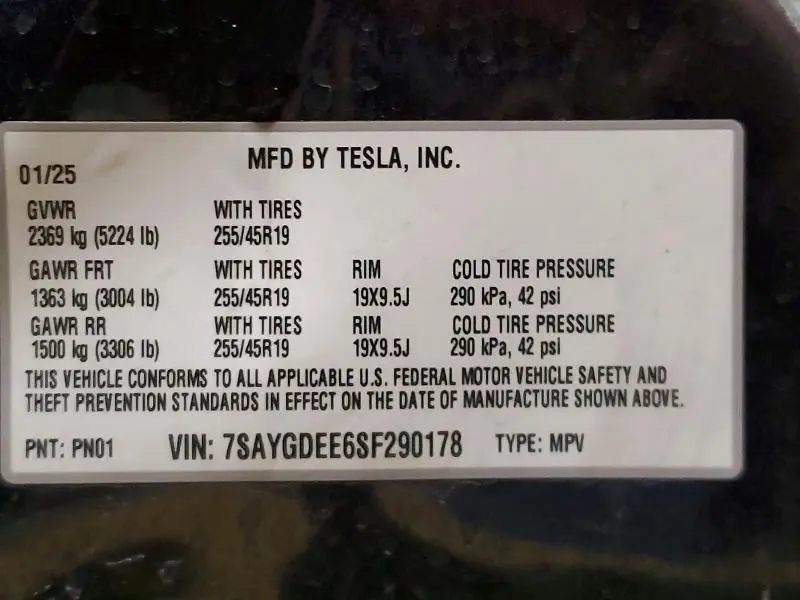 MFD BY TESLA, INC.
01/25
GVWR WITH TIRES
2369 kg (5224 lb) 255/45R19
GAWR FRT WITH TIRES RIM COLD TIRE PRESSURE
1363 kg (3004 lb) 255/45R19 19X9.5J 290 kPa, 42 psi
GAWR RR WITH TIRES RIM COLD TIRE PRESSURE
1500 kg (3306 lb) 255/45R19 19X9.5J 290 kPa, 42 psi
THIS VEHICLE CONFORMS TO ALL APPLICABLE U.S. FEDERAL MOTOR VEHICLE SAFETY AND
THEFT PREVENTION STANDARDS IN EFFECT ON THE DATE OF MANUFACTURE SHOWN ABOVE.
PNT: PN01 VIN: 7SAYGDEE6SF290178 TYPE: MPV